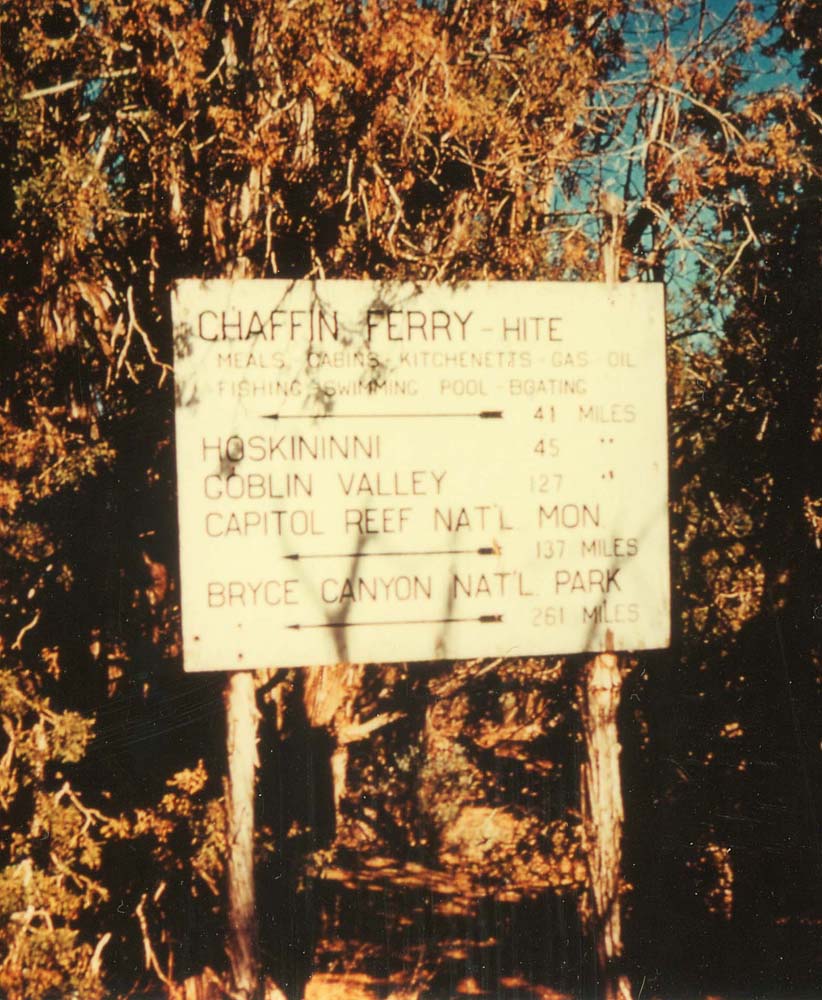 CHAFFIN FERRY - HITE
MEALS - CABINS - KITCHENETTS - GAS - OIL
FISHING - SWIMMING POOL - BOATING
41 MILES
HOSKININNI 45 "
GOBLIN VALLEY 127 "
CAPITOL REEF NAT'L. MON.
137 MILES
BRYCE CANYON NAT'L. PARK
261 MILES